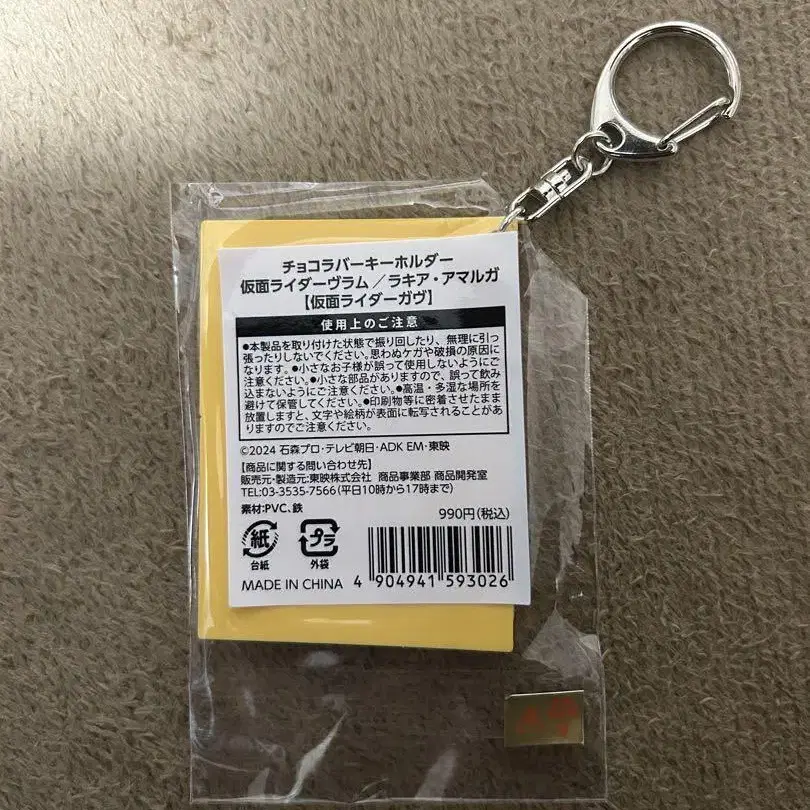 チョコラバーキーホルダー
仮面ライダーヴラム／ラキア・アマルガ
【仮面ライダーガヴ】
使用上のご注意
●本製品を取り付けた状態で振り回したり、無理に引っ
張ったりしないでください。思わぬケガや破損の原因に
なります。●小さなお子様が誤って使用しないようにご
注意ください。●小さな部品がありますので、誤って飲み
込まないようにご注意ください。●高温・多湿な場所を
避けて保管してください。●印刷物等に密着させたまま
放置しますと、文字や絵柄が表面に転写されることがあ
りますのでご注意ください。
©2024 石森プロ・テレビ朝日・ADK EM・東映
【商品に関する問い合わせ先】
販売元・製造元:東映株式会社 商品事業部 商品開発室
TEL:03-3535-7566(平日10時から17時まで)
素材:PVC、鉄
990円(税込)
紙
台紙
プラ
外袋
MADE IN CHINA
4 904941 593026